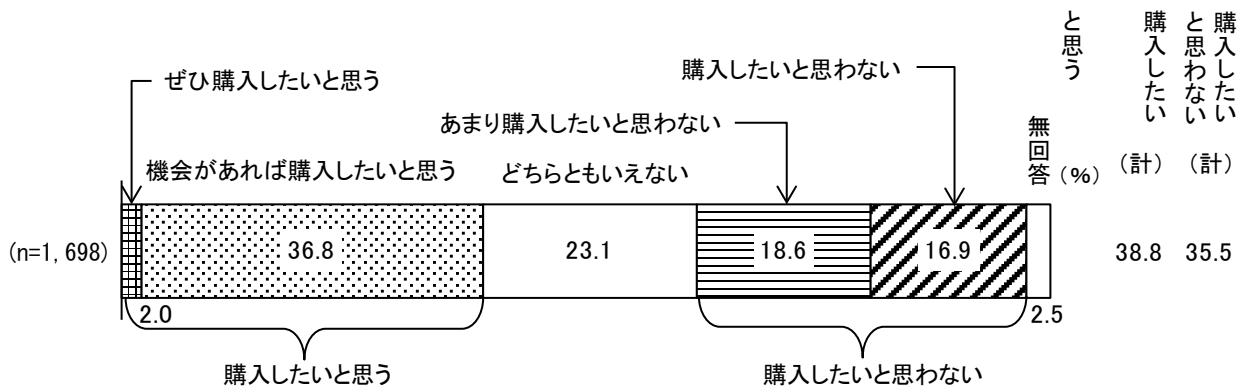 購入したい
と思わない
（計）
購入したい
と思う
（計）
ぜひ購入したいと思う
購入したいと思わない
あまり購入したいと思わない
機会があれば購入したいと思う
どちらともいえない
無回答
(%)
(n=1,698)
36.8
23.1
18.6
16.9
38.8
35.5
2.0
2.5
購入したいと思う
購入したいと思わない